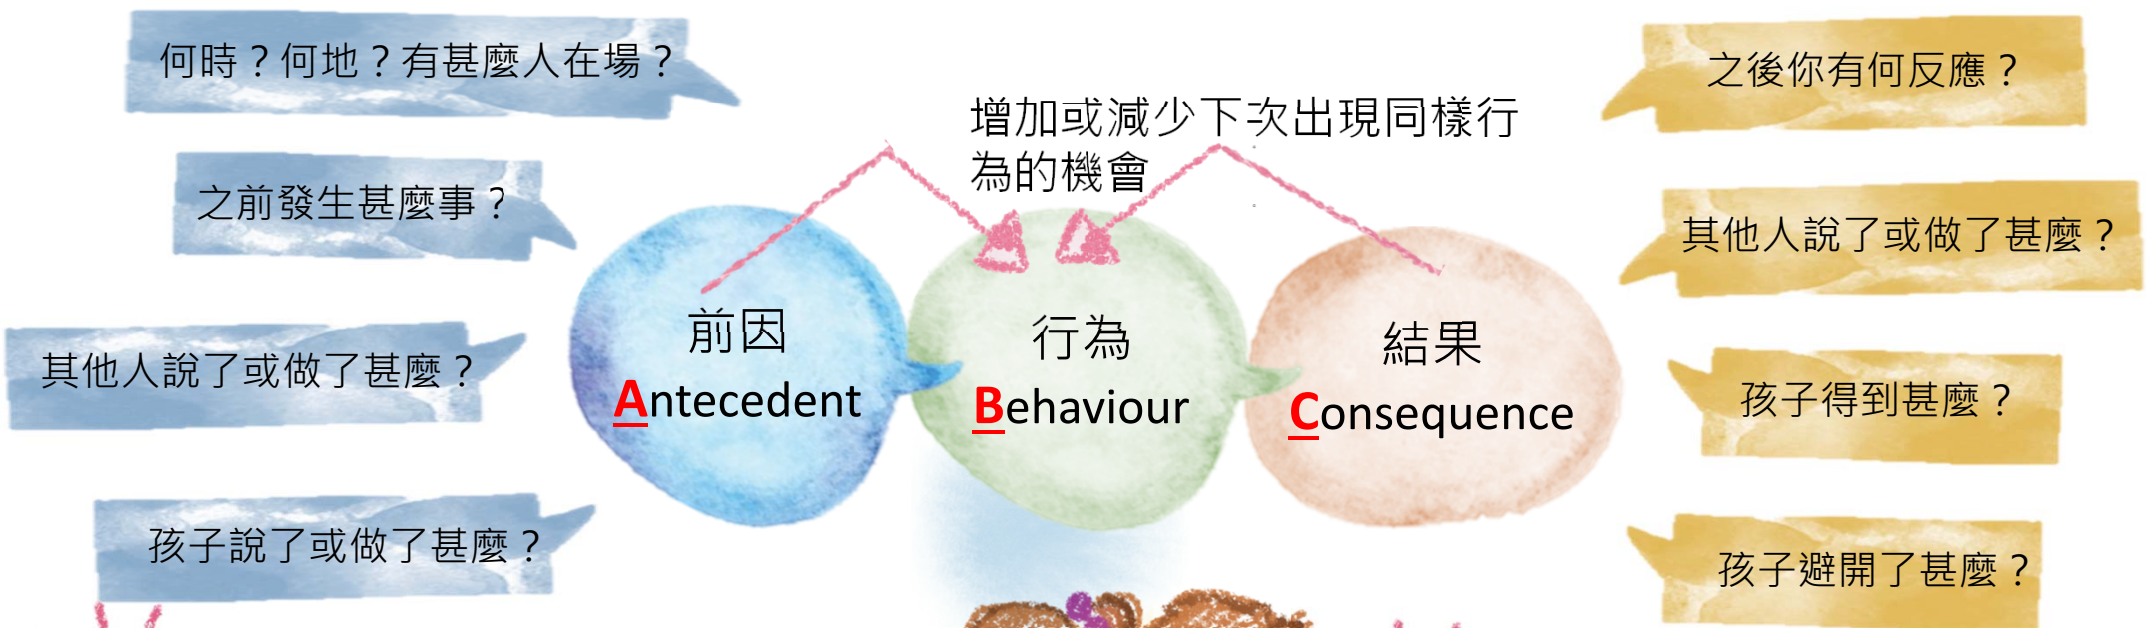 何時？何地？有甚麼人在場？
之前發生甚麼事？
其他人說了或做了甚麼？
孩子說了或做了甚麼？
增加或減少下次出現同樣行
為的機會
前因
Antecedent
行為
Behaviour
結果
Consequence
之後你有何反應？
其他人說了或做了甚麼？
孩子得到甚麼？
孩子避開了甚麼？